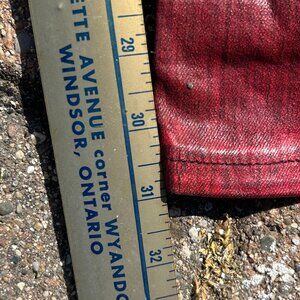 ETTE AVENUE corner WYANDO
WINDSOR, ONTARIO
29
30
31
32